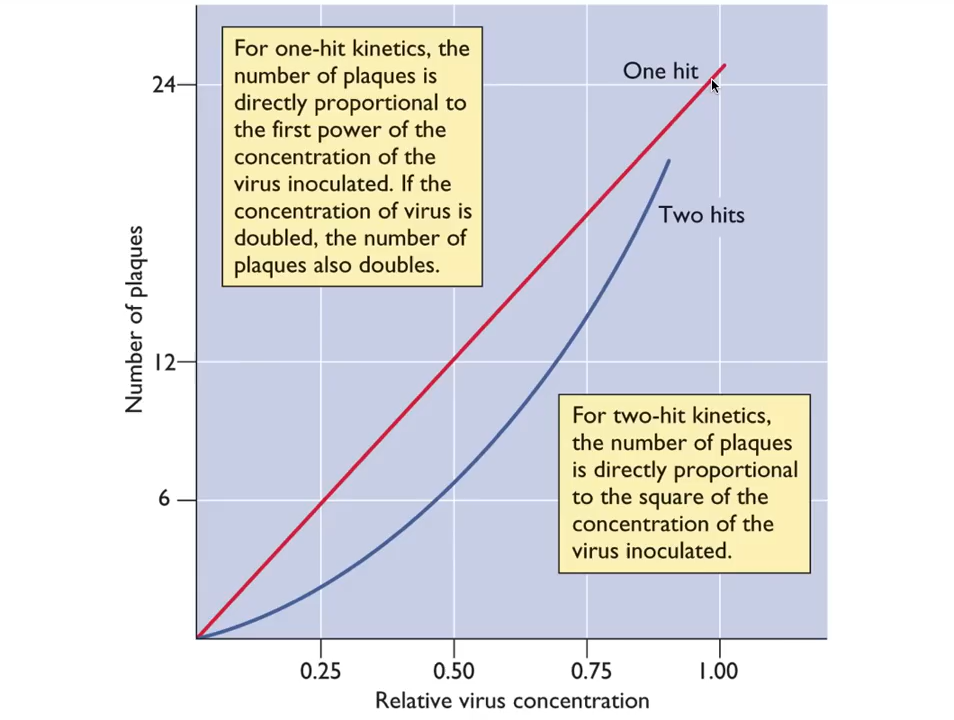 For one-hit kinetics, the
number of plaques is
directly proportional to
the first power of the
concentration of the
virus inoculated. If the
concentration of virus is
doubled, the number of
plaques also doubles.
One hit
Two hits
For two-hit kinetics,
the number of plaques
is directly proportional
to the square of the
concentration of the
virus inoculated.
Number of plaques
24
12
6
0.25 0.50 0.75 1.00
Relative virus concentration